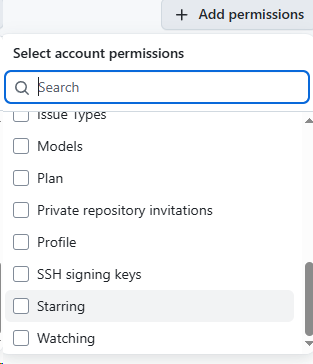 + Add permissions
Select account permissions
Search
Issue Types
Models
Plan
Private repository invitations
Profile
SSH signing keys
Starring
Watching